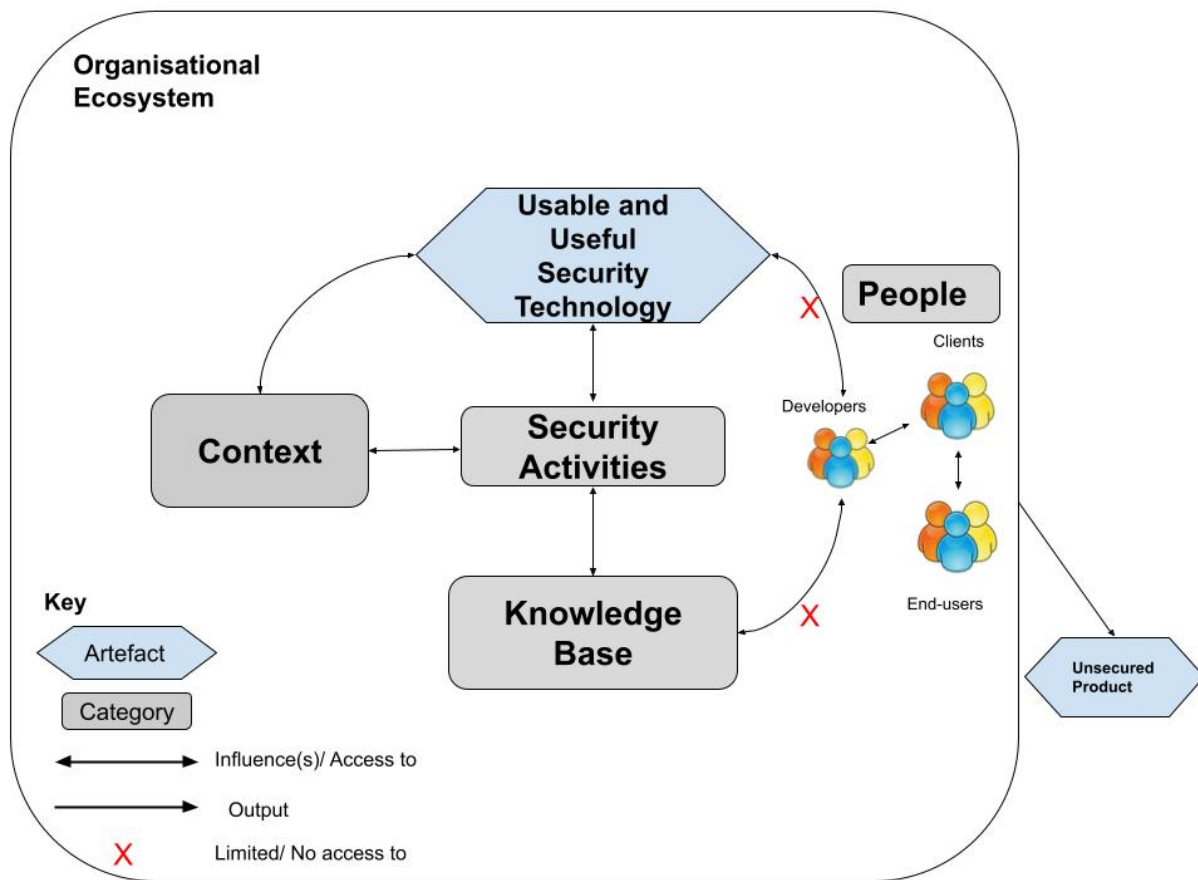 Organisational
Ecosystem
Usable and
Useful
Security
Technology
X
People
Clients
Developers
Context
Security
Activities
End-users
Knowledge
Base
X
Unsecured
Product
Key
Artefact
Category
Influence(s)/ Access to
Output
X
Limited/ No access to